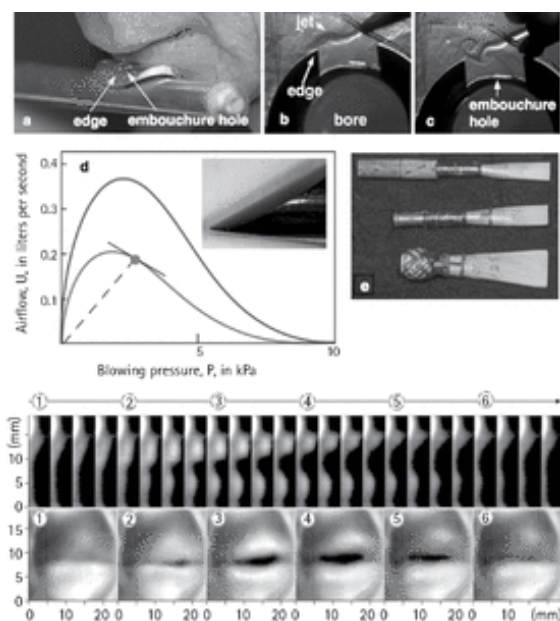 jet
edge
embouchure hole
a
edge
bore
b
embouchure
hole
c
d
Airflow, U, in liters per second
0.4
0.3
0.2
0.1
5
10
Blowing pressure, P, in kPa
e
1 2 3 4 5 6
(mm)
10
5
0
1 2 3 4 5 6
15
10
5
0
0 10 20 0 10 20 0 10 20 0 10 20 0 10 20 0 10 20 (mm)